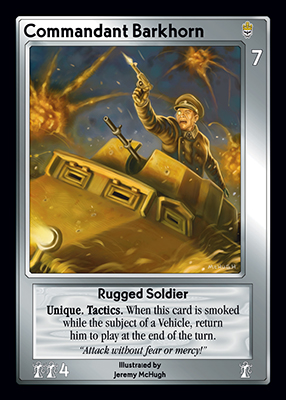 Commandant Barkhorn
7
McHUGH
Rugged Soldier
Unique. Tactics. When this card is smoked
while the subject of a Vehicle, return
him to play at the end of the turn.
"Attack without fear or mercy!"
4
Illustrated by
Jeremy McHugh